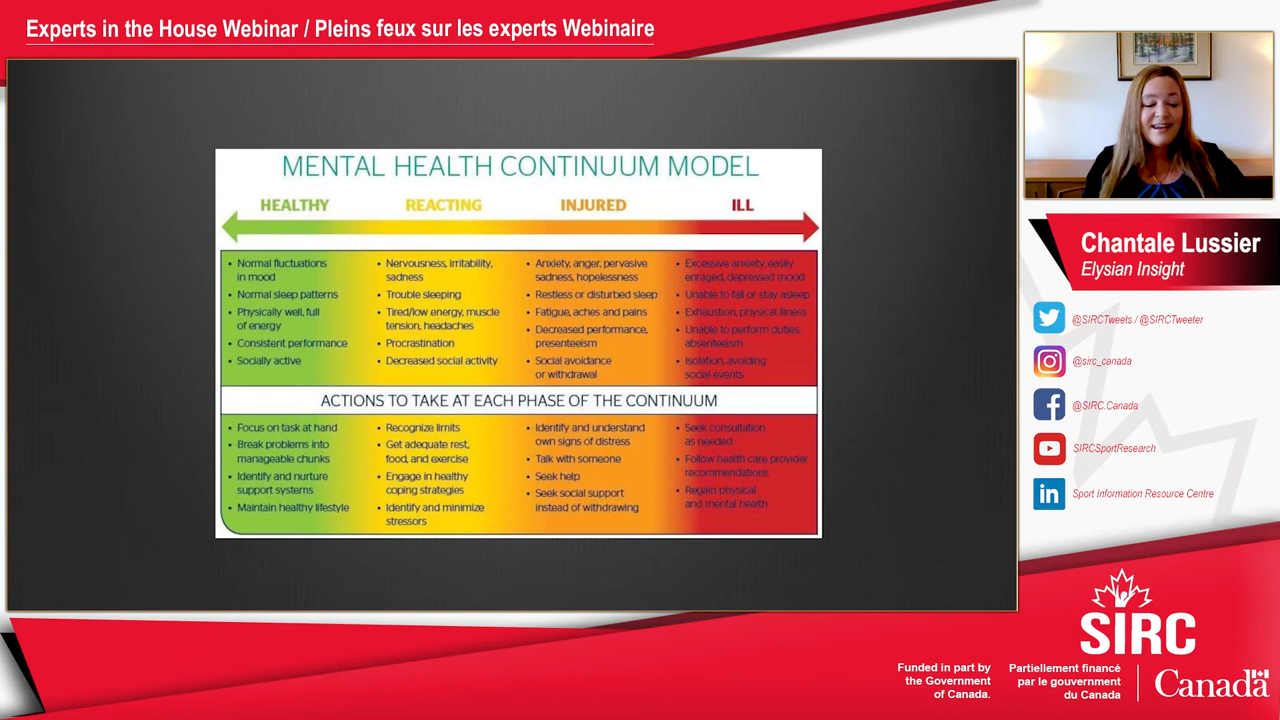 Experts in the House Webinar / Pleins feux sur les experts Webinaire
MENTAL HEALTH CONTINUUM MODEL
HEALTHY
REACTING
INJURED
ILL
• Normal fluctuations
in mood
• Normal sleep patterns
• Physically well, full
of energy
• Consistent performance
• Socially active
• Nervousness, irritability,
sadness
• Trouble sleeping
• Tired/low energy, muscle
tension, headaches
• Procrastination
• Decreased social activity
• Anxiety, anger, pervasive
sadness, hopelessness
• Restless or disturbed sleep
• Fatigue, aches and pains
• Decreased performance,
presenteeism
• Social avoidance
or withdrawal
• Excessive anxiety, easily
enraged, depressed mood
• Unable to fall or stay asleep
• Exhaustion, physical illness
• Unable to perform duties,
absenteeism
• Isolation, avoiding
social events
ACTIONS TO TAKE AT EACH PHASE OF THE CONTINUUM
• Focus on task at hand
• Break problems into
manageable chunks
• Identify and nurture
support systems
• Maintain healthy lifestyle
• Recognize limits
• Get adequate rest,
food, and exercise
• Engage in healthy
coping strategies
• Identify and minimize
stressors
• Identify and understand
own signs of distress
• Talk with someone
• Seek help
• Seek social support
instead of withdrawing
• Seek consultation
as needed
• Follow health care provider
recommendations
• Regain physical
and mental health
Chantale Lussier
Elysian Insight
@SIRCTweets / @SIRCTweeter
@sirc_canada
@SIRC.Canada
SIRCSportResearch
in
Sport Information Resource Centre
SIRC
Funded in part by
the Government
of Canada.
Partiellement financé
par le gouvernment
du Canada
Canada